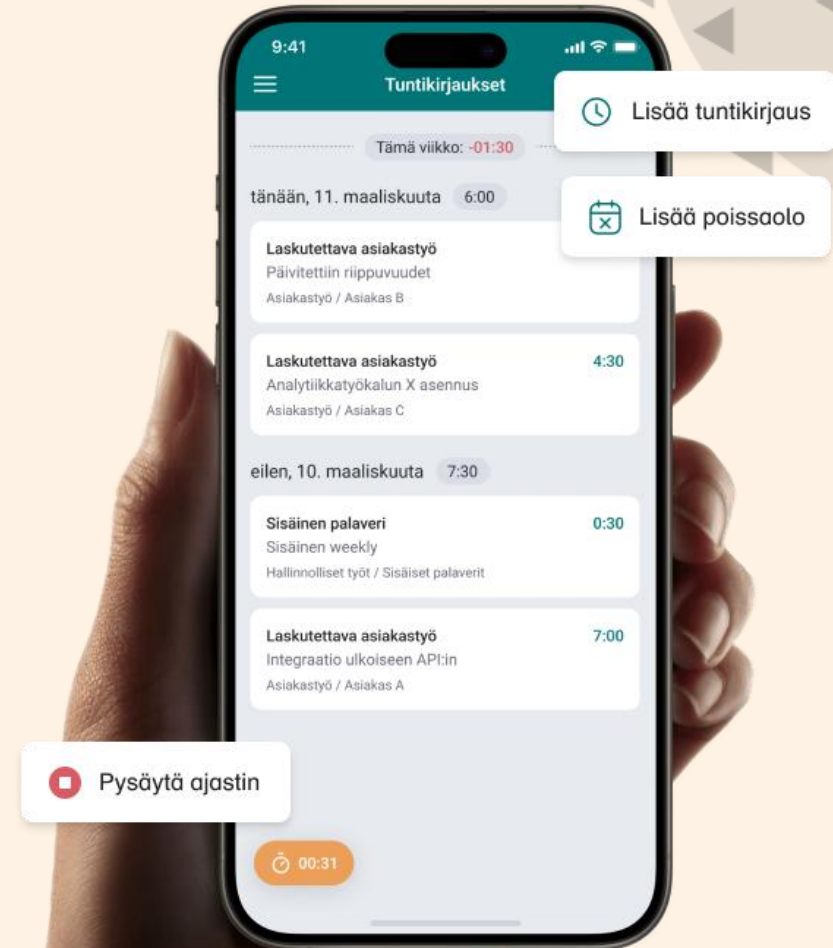 9:41
Tuntikirjaukset
Lisää tuntikirjaus
Tämä viikko: -01:30
tänään, 11. maaliskuuta 6:00
Lisää poissaolo
Laskutettava asiakastyö
Päivitettiin riippuvuudet
Asiakastyö / Asiakas B
Laskutettava asiakastyö 4:30
Analytiikkatyökalun X asennus
Asiakastyö / Asiakas C
eilen, 10. maaliskuuta 7:30
Sisäinen palaveri 0:30
Sisäinen weekly
Hallinnolliset työt / Sisäiset palaverit
Laskutettava asiakastyö 7:00
Integraatio ulkoiseen API:in
Asiakastyö / Asiakas A
Pysäytä ajastin
00:31